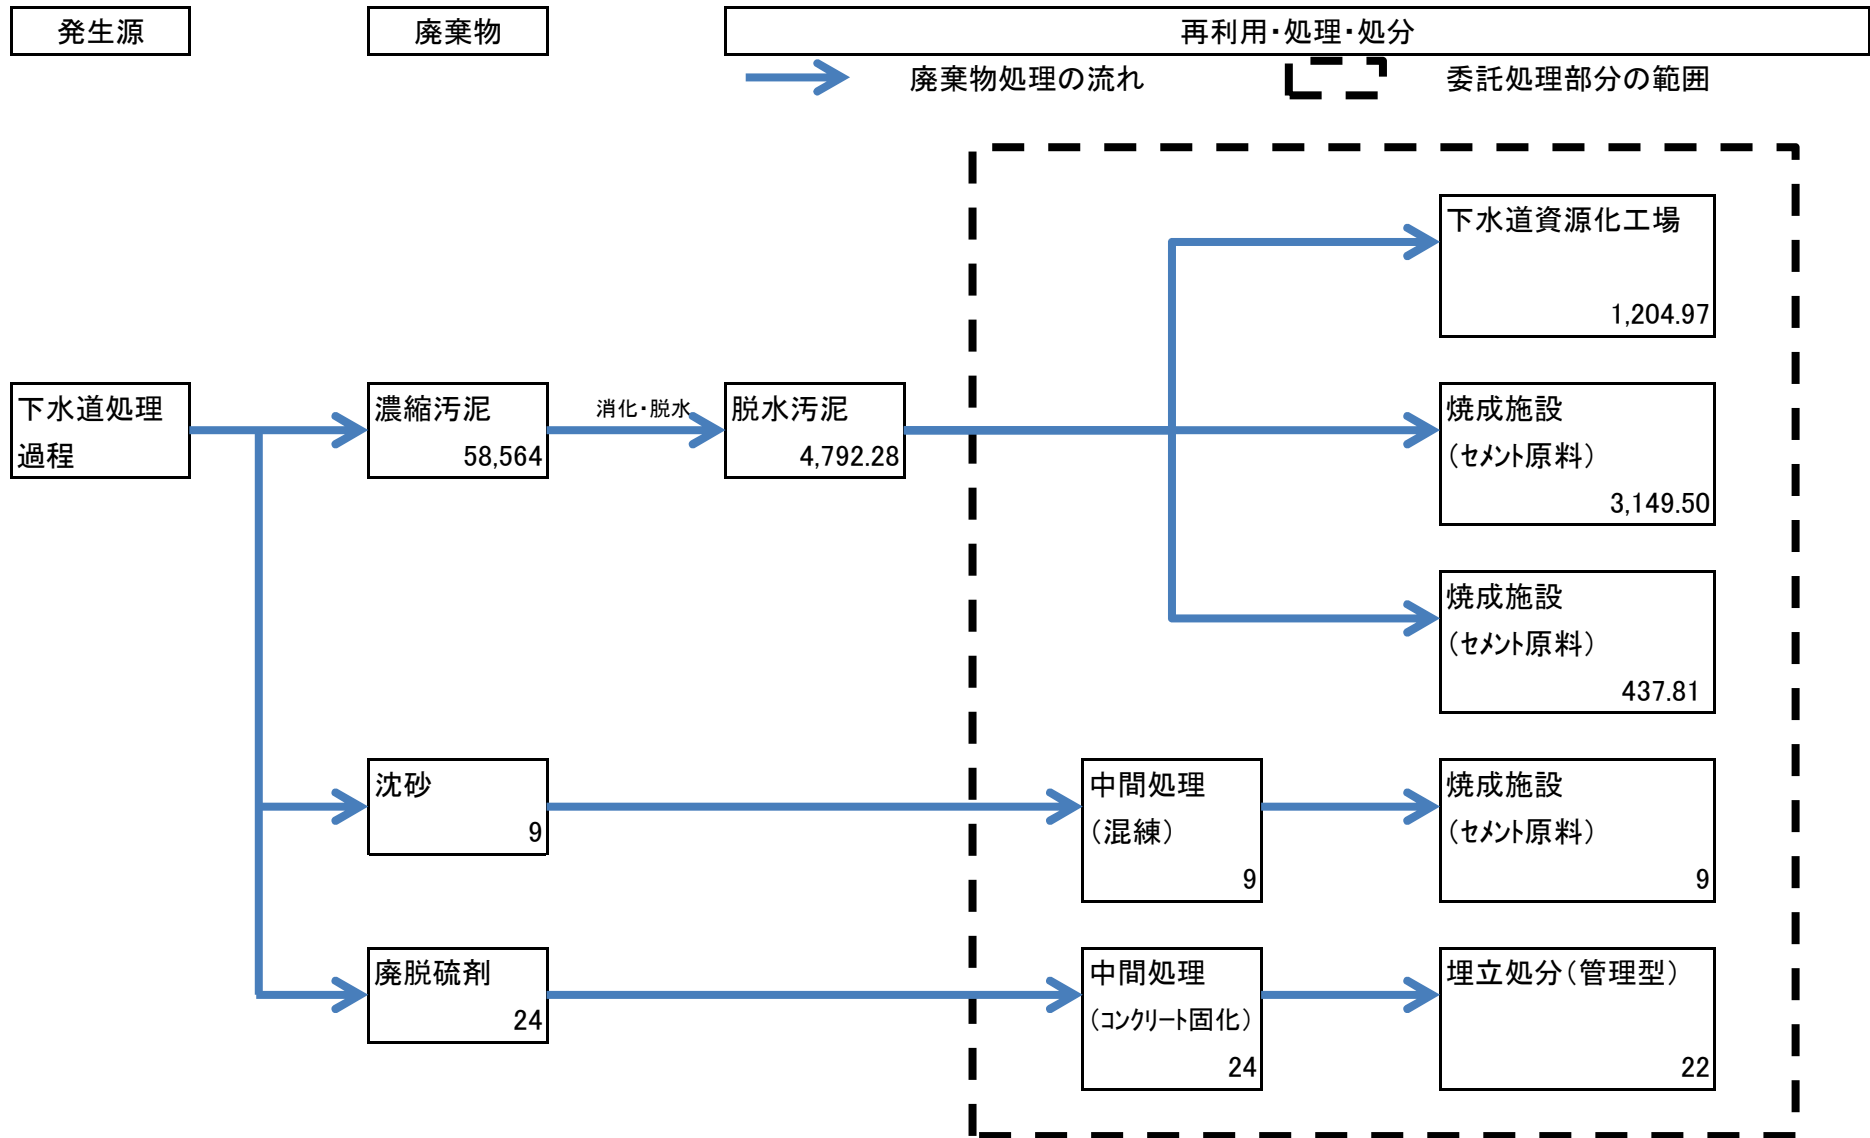 発生源
廃棄物
再利用・処理・処分
廃棄物処理の流れ
委託処理部分の範囲
下水道資源化工場
1,204.97
下水道処理
過程
濃縮汚泥
58,564
消化・脱水
脱水汚泥
4,792.28
焼成施設
（ｾﾒﾝﾄ原料）
3,149.50
焼成施設
（ｾﾒﾝﾄ原料）
437.81
沈砂
9
中間処理
（混練）
9
焼成施設
（ｾﾒﾝﾄ原料）
9
廃脱硫剤
24
中間処理
（ｺﾝｸﾘｰﾄ固化）
24
埋立処分（管理型）
22